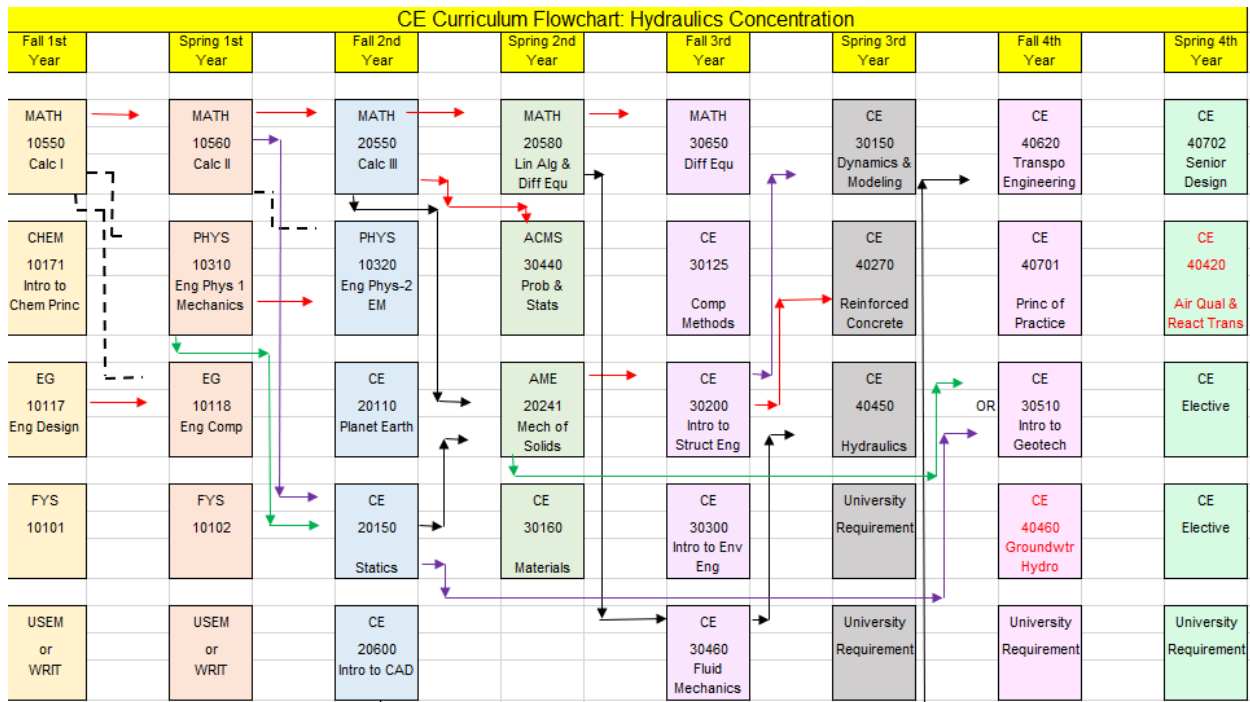 CE Curriculum Flowchart: Hydraulics Concentration
Fall 1st
Year
Spring 1st
Year
Fall 2nd
Year
Spring 2nd
Year
Fall 3rd
Year
Spring 3rd
Year
Fall 4th
Year
Spring 4th
Year
MATH
10550
Calc I
MATH
10560
Calc II
MATH
20550
Calc III
MATH
20580
Lin Alg &
Diff Equ
MATH
30650
Diff Equ
CE
30150
Dynamics &
Modeling
CE
40620
Transpo
Engineering
CE
40702
Senior
Design
CHEM
10171
Intro to
Chem Princ
PHYS
10310
Eng Phys 1
Mechanics
PHYS
10320
Eng Phys-2
EM
ACMS
30440
Prob &
Stats
CE
30125
Comp
Methods
CE
40270
Reinforced
Concrete
CE
40701
Princ of
Practice
CE
40420
Air Qual &
React Trans
EG
10117
Eng Design
EG
10118
Eng Comp
CE
20110
Planet Earth
AME
20241
Mech of
Solids
CE
30200
Intro to
Struct Eng
CE
40450
Hydraulics
OR
CE
30510
Intro to
Geotech
CE
Elective
FYS
10101
FYS
10102
CE
20150
Statics
CE
30160
Materials
CE
30300
Intro to Env
Eng
University
Requirement
CE
40460
Groundwtr
Hydro
CE
Elective
USEM
or
WRIT
USEM
or
WRIT
CE
20600
Intro to CAD
CE
30460
Fluid
Mechanics
University
Requirement
University
Requirement
University
Requirement